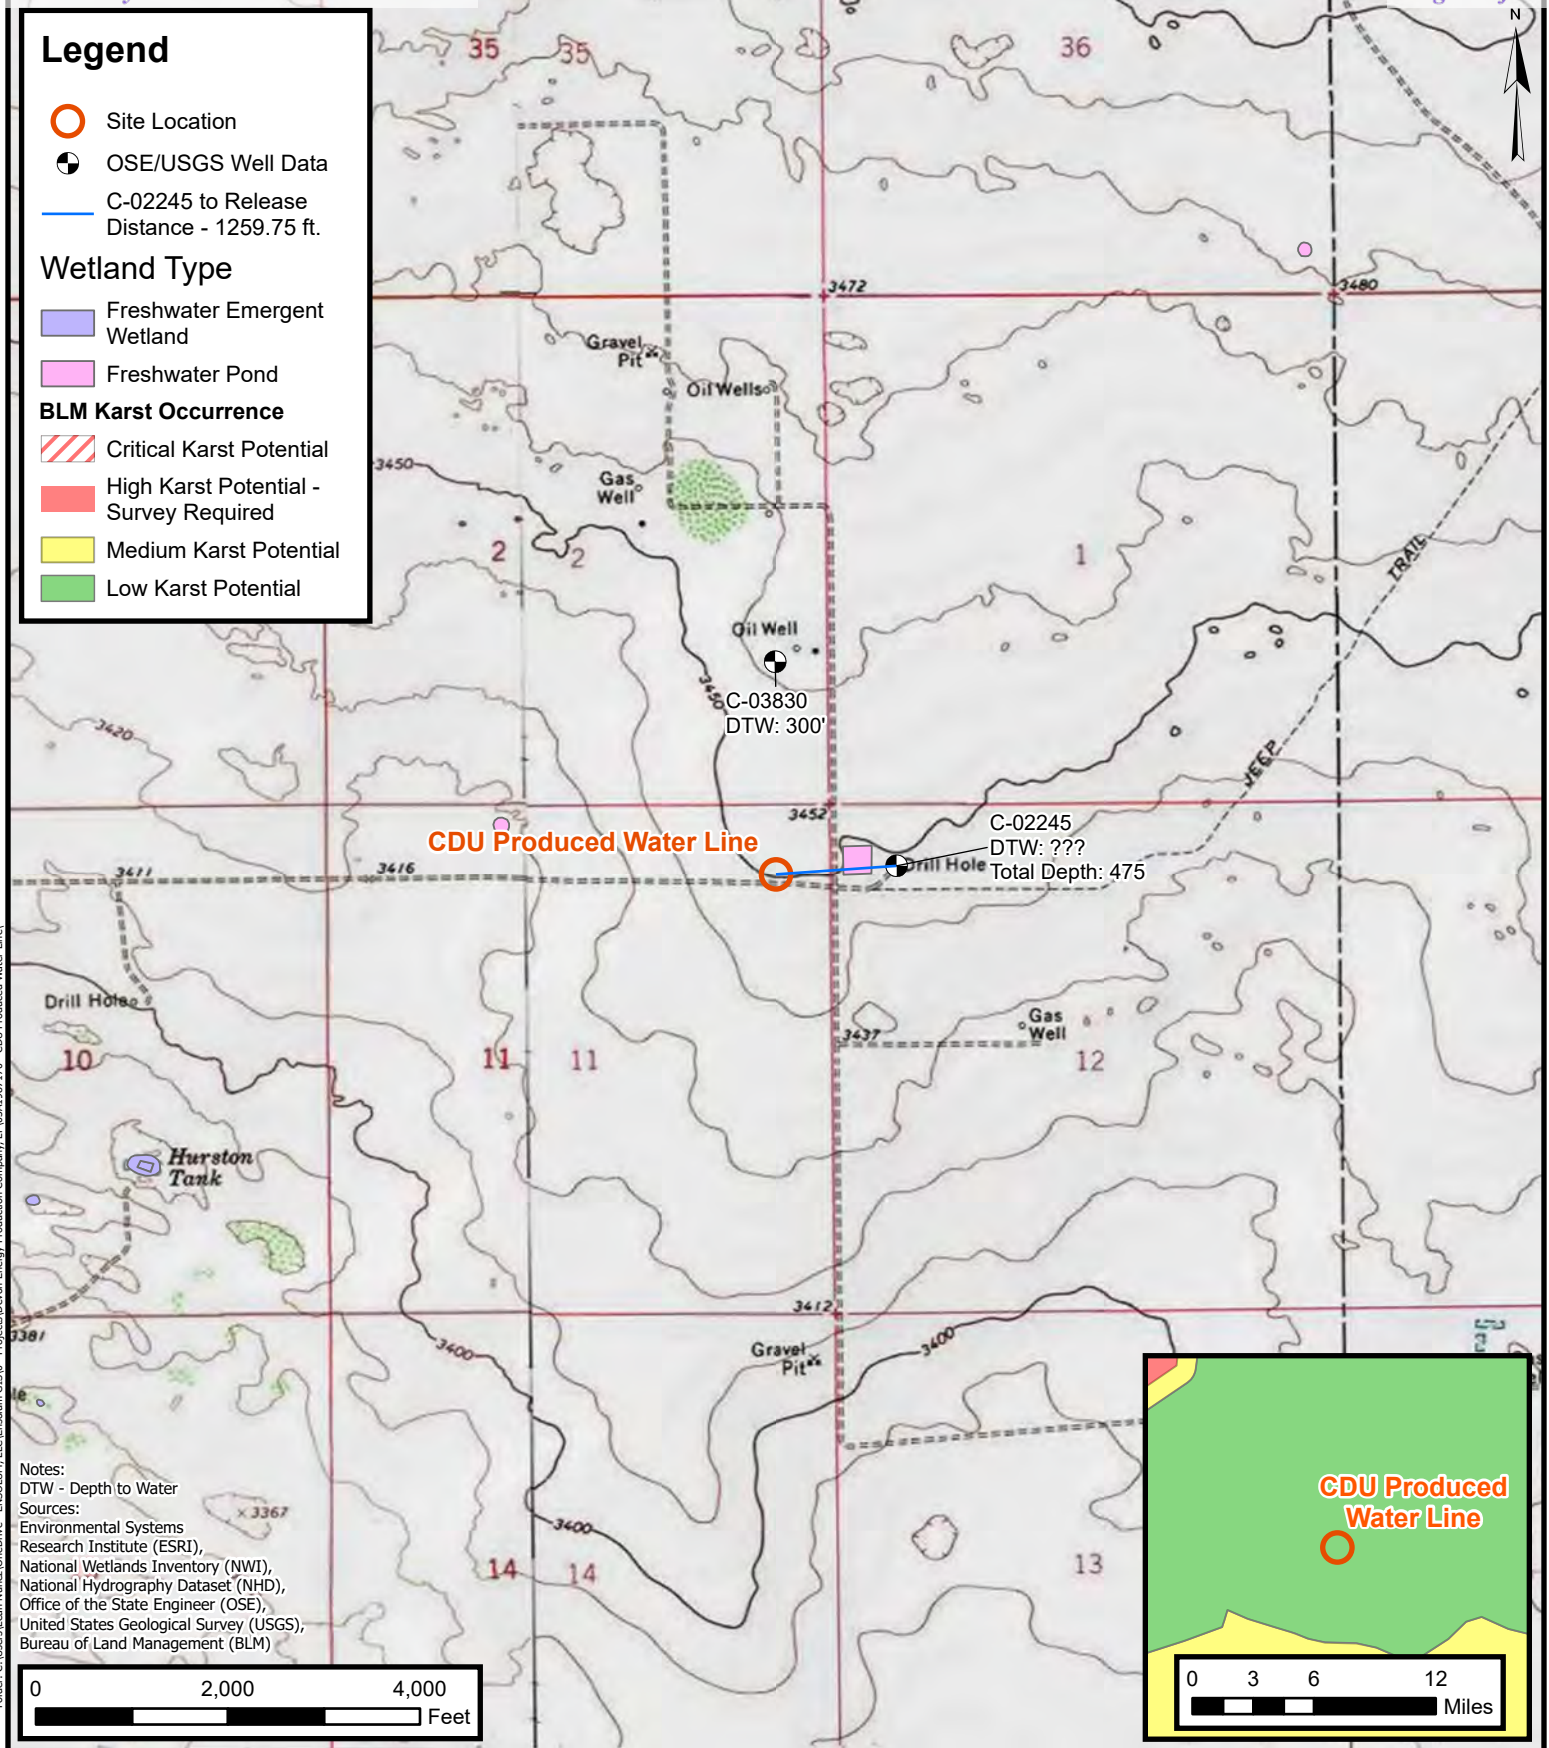 Legend
Site Location
OSE/USGS Well Data
C-02245 to Release
Distance - 1259.75 ft.
Wetland Type
Freshwater Emergent
Wetland
Freshwater Pond
BLM Karst Occurrence
Critical Karst Potential
High Karst Potential -
Survey Required
Medium Karst Potential
Low Karst Potential
N
35
35
36
3472
3480
Gravel
Pit
Oil Wells
3450
Gas
Well
2
2
1
TRAIL
Oil Well
3450
C-03830
DTW: 300'
3420
JEEP
3452
C-02245
DTW: ???
Total Depth: 475
CDU Produced Water Line
Drill Hole
3411
3416
Drill Hole
3437
Gas
Well
10
11
11
12
Hurston
Tank
3412
3381
3400
3400
Gravel
Pit
3367
3400
14
14
13
Notes:
DTW - Depth to Water
Sources:
Environmental Systems
Research Institute (ESRI),
National Wetlands Inventory (NWI),
National Hydrography Dataset (NHD),
Office of the State Engineer (OSE),
United States Geological Survey (USGS),
Bureau of Land Management (BLM)
0 2,000 4,000
Feet
CDU Produced
Water Line
0 3 6 12
Miles